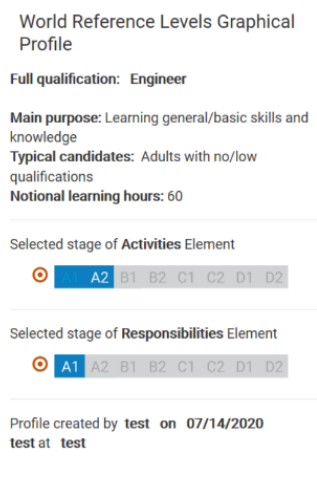 World Reference Levels Graphical
Profile
Full qualification: Engineer
Main purpose: Learning general/basic skills and
knowledge
Typical candidates: Adults with no/low
qualifications
Notional learning hours: 60
Selected stage of Activities Element
A1 A2 B1 B2 C1 C2 D1 D2
Selected stage of Responsibilities Element
A1 A2 B1 B2 C1 C2 D1 D2
Profile created by test on 07/14/2020
test at test